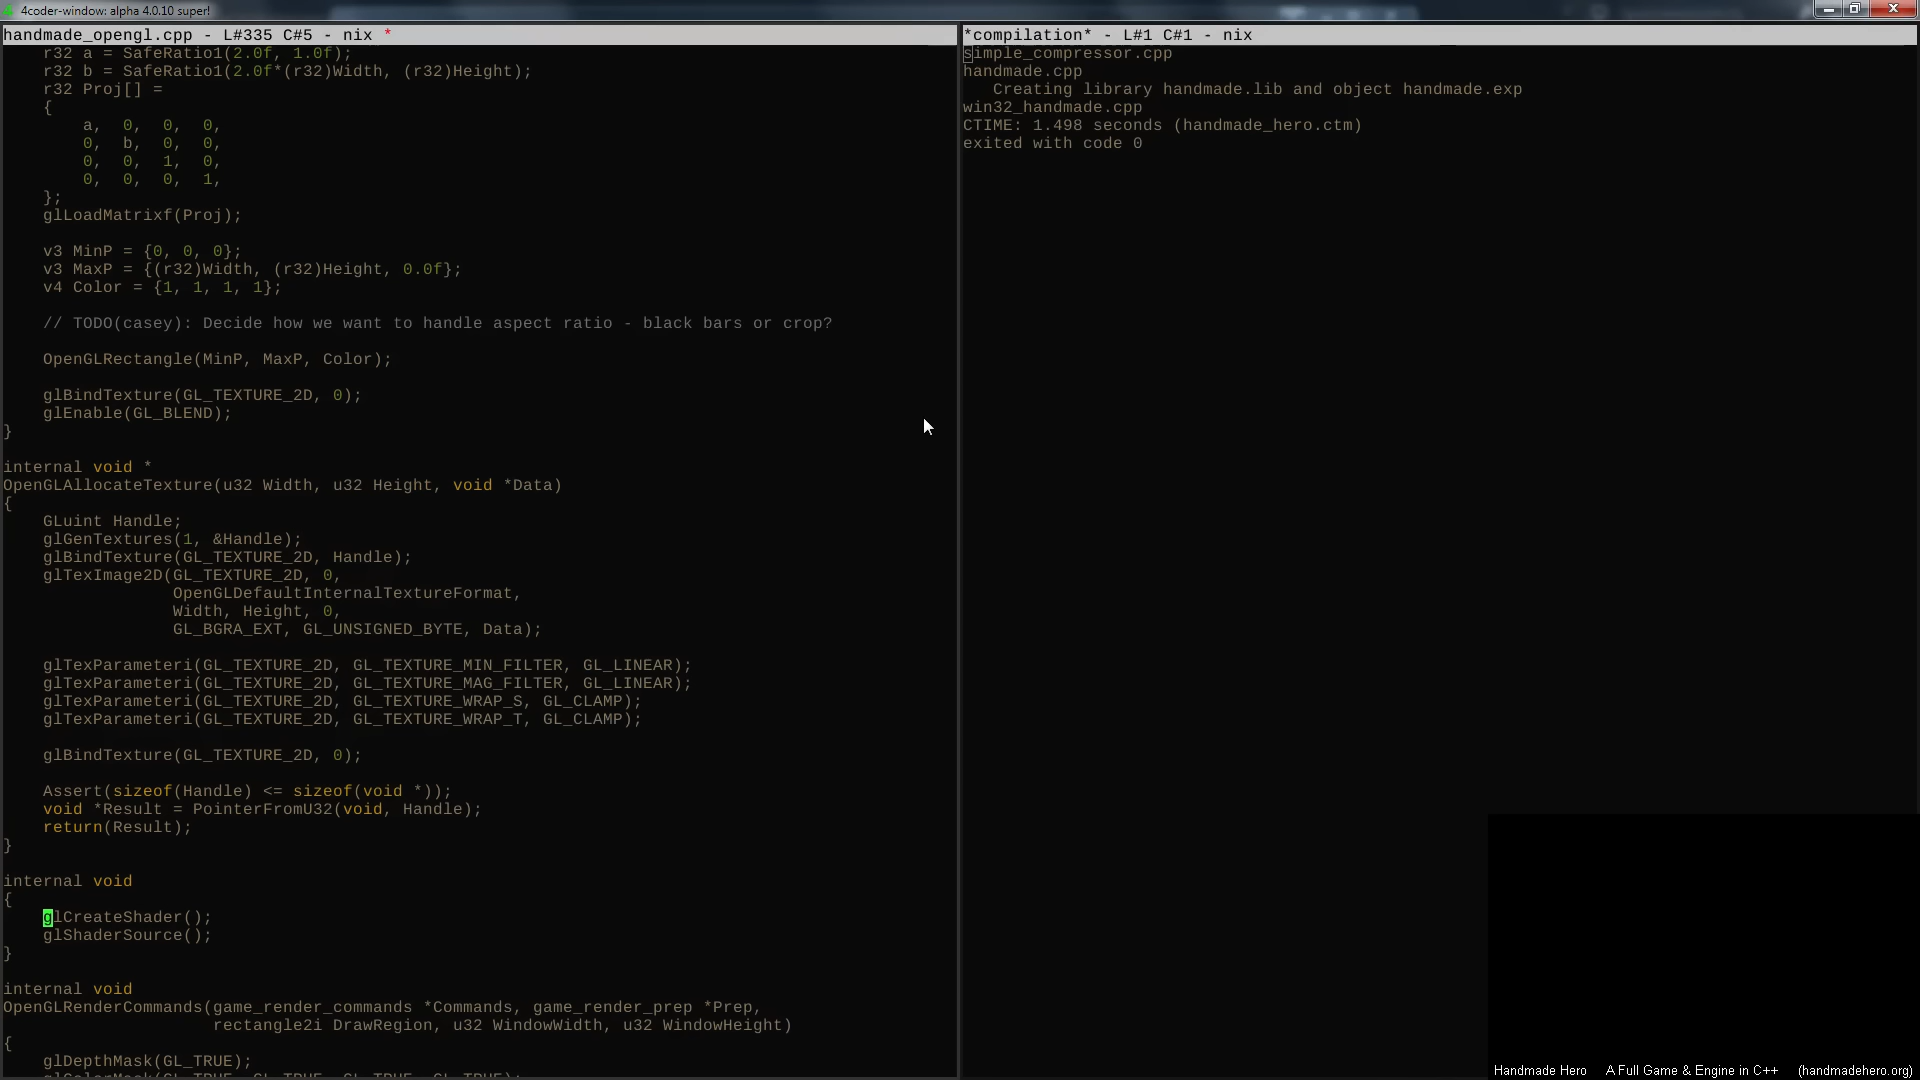 4coder-window: alpha 4.0.10 super!
handmade_opengl.cpp - L#335 C#5 - nix *
r32 a = SafeRatio1(2.0f, 1.0f);
r32 b = SafeRatio1(2.0f*(r32)Width, (r32)Height);
r32 Proj[] =
{
a, 0, 0, 0,
0, b, 0, 0,
0, 0, 1, 0,
0, 0, 0, 1,
};
glLoadMatrixf(Proj);
v3 MinP = {0, 0, 0};
v3 MaxP = {(r32)Width, (r32)Height, 0.0f};
v4 Color = {1, 1, 1, 1};
// TODO(casey): Decide how we want to handle aspect ratio - black bars or crop?
OpenGLRectangle(MinP, MaxP, Color);
glBindTexture(GL_TEXTURE_2D, 0);
glEnable(GL_BLEND);
}
internal void *
OpenGLAllocateTexture(u32 Width, u32 Height, void *Data)
{
GLuint Handle;
glGenTextures(1, &Handle);
glBindTexture(GL_TEXTURE_2D, Handle);
glTexImage2D(GL_TEXTURE_2D, 0,
OpenGLDefaultInternalTextureFormat,
Width, Height, 0,
GL_BGRA_EXT, GL_UNSIGNED_BYTE, Data);
glTexParameteri(GL_TEXTURE_2D, GL_TEXTURE_MIN_FILTER, GL_LINEAR);
glTexParameteri(GL_TEXTURE_2D, GL_TEXTURE_MAG_FILTER, GL_LINEAR);
glTexParameteri(GL_TEXTURE_2D, GL_TEXTURE_WRAP_S, GL_CLAMP);
glTexParameteri(GL_TEXTURE_2D, GL_TEXTURE_WRAP_T, GL_CLAMP);
glBindTexture(GL_TEXTURE_2D, 0);
Assert(sizeof(Handle) <= sizeof(void *));
void *Result = PointerFromU32(void, Handle);
return(Result);
}
internal void
{
glCreateShader();
glShaderSource();
}
internal void
OpenGLRenderCommands(game_render_commands *Commands, game_render_prep *Prep,
rectangle2i DrawRegion, u32 WindowWidth, u32 WindowHeight)
{
glDepthMask(GL_TRUE);
glColorMask(GL_TRUE, GL_TRUE, GL_TRUE, GL_TRUE);
*compilation* - L#1 C#1 - nix
simple_compressor.cpp
handmade.cpp
Creating library handmade.lib and object handmade.exp
win32_handmade.cpp
CTIME: 1.498 seconds (handmade_hero.ctm)
exited with code 0
Handmade Hero A Full Game & Engine in C++ (handmadehero.org)